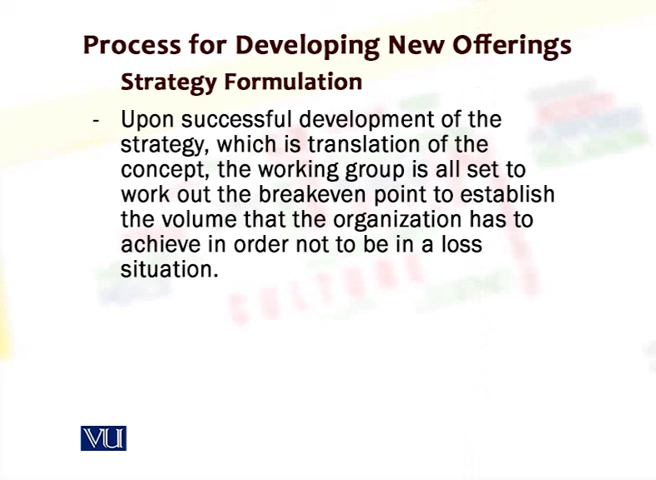 Process for Developing New Offerings
Strategy Formulation
- Upon successful development of the
strategy, which is translation of the
concept, the working group is all set to
work out the breakeven point to establish
the volume that the organization has to
achieve in order not to be in a loss
situation.
CULTURE
VU